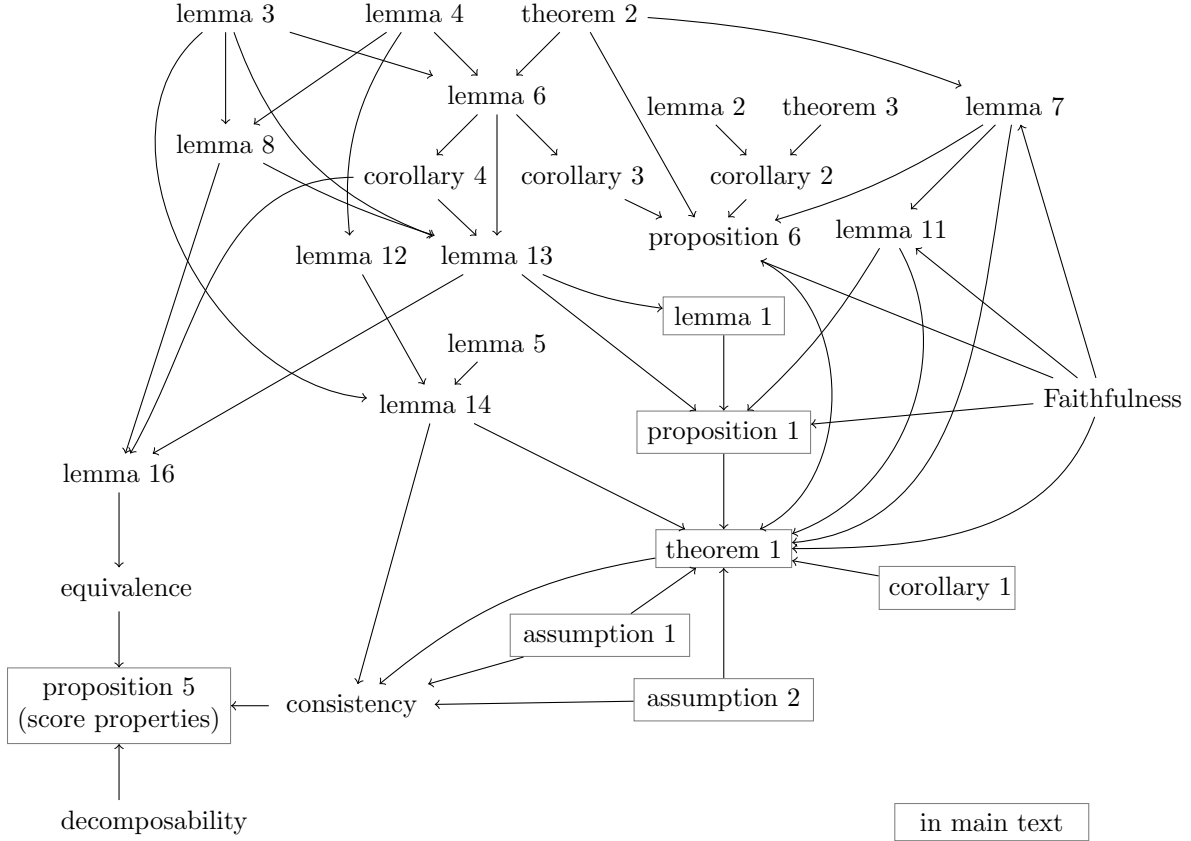 lemma 3
lemma 4
theorem 2
lemma 6
lemma 2
theorem 3
lemma 7
lemma 8
corollary 4
corollary 3
corollary 2
lemma 11
proposition 6
lemma 12
lemma 13
lemma 1
lemma 5
Faithfulness
lemma 14
proposition 1
lemma 16
theorem 1
equivalence
corollary 1
assumption 1
proposition 5
(score properties)
consistency
assumption 2
decomposability
in main text